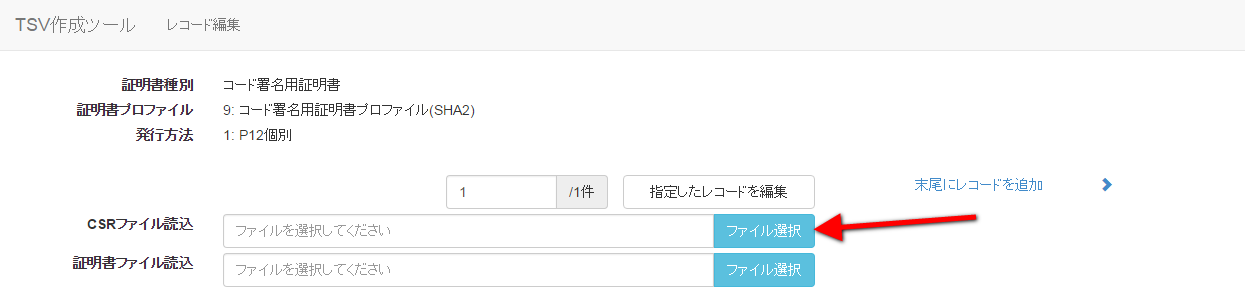 TSV作成ツール レコード編集
証明書種別 コード署名用証明書
証明書プロファイル 9: コード署名用証明書プロファイル(SHA2)
発行方法 1: P12個別
1 /1件 指定したレコードを編集 末尾にレコードを追加
CSRファイル読込 ファイルを選択してください ファイル選択
証明書ファイル読込 ファイルを選択してください ファイル選択